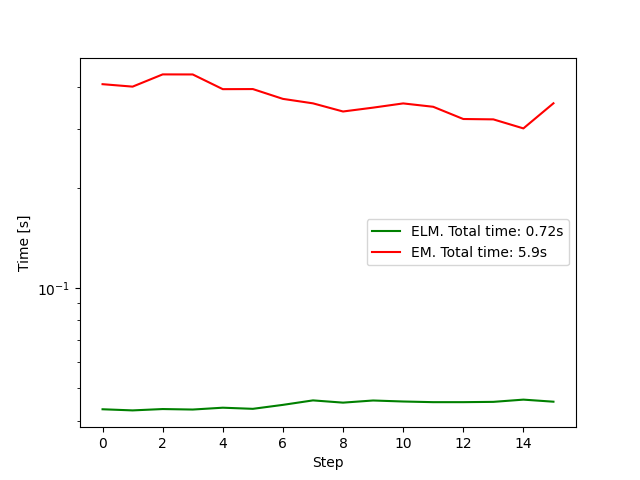 Time [s]
10⁻¹
ELM. Total time: 0.72s
EM. Total time: 5.9s
0 2 4 6 8 10 12 14
Step